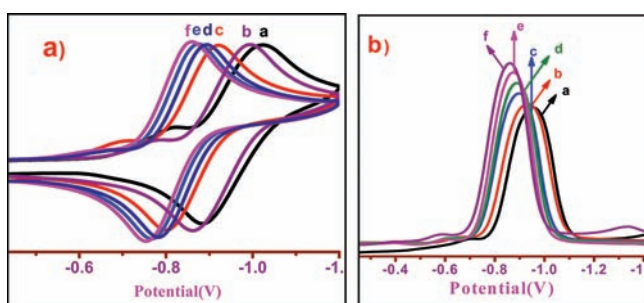 a)
f e d c b a
-0.6 -0.8 -1.0 -1.
Potential(V)
b)
f e c d b a
-0.4 -0.6 -0.8 -1.0 -1.2 -1.4
Potential(V)